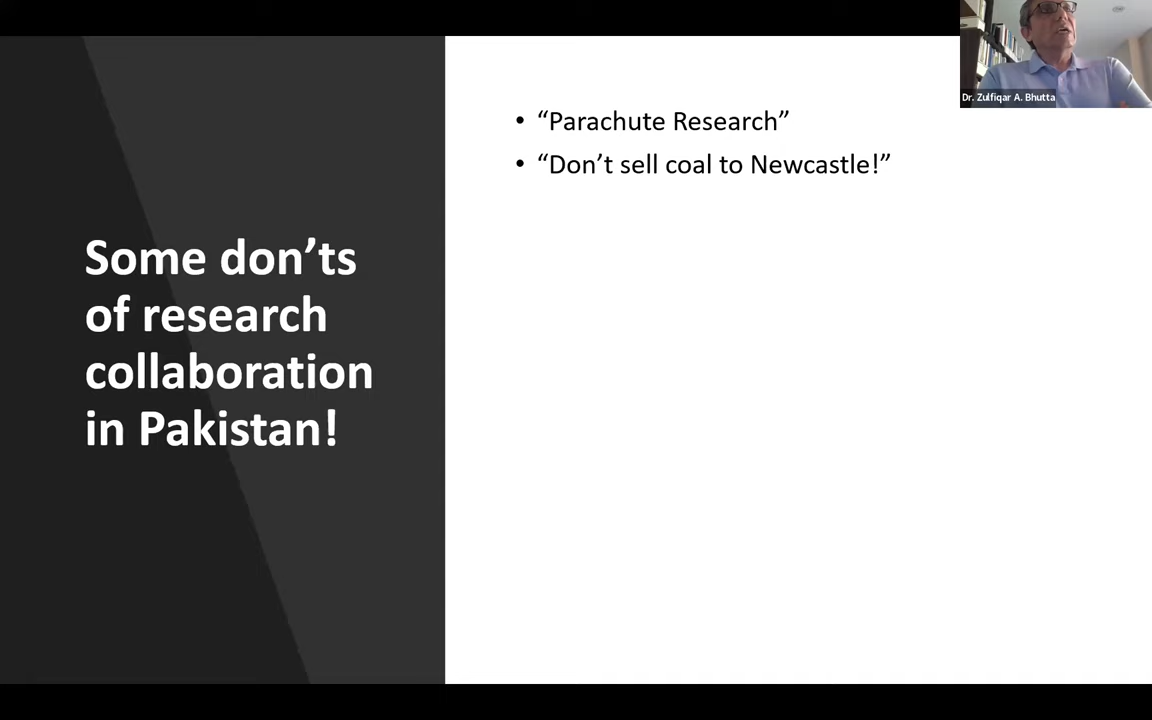 Dr. Zulfiqar A. Bhutta
Some don’ts
of research
collaboration
in Pakistan!
• “Parachute Research”
• “Don’t sell coal to Newcastle!”